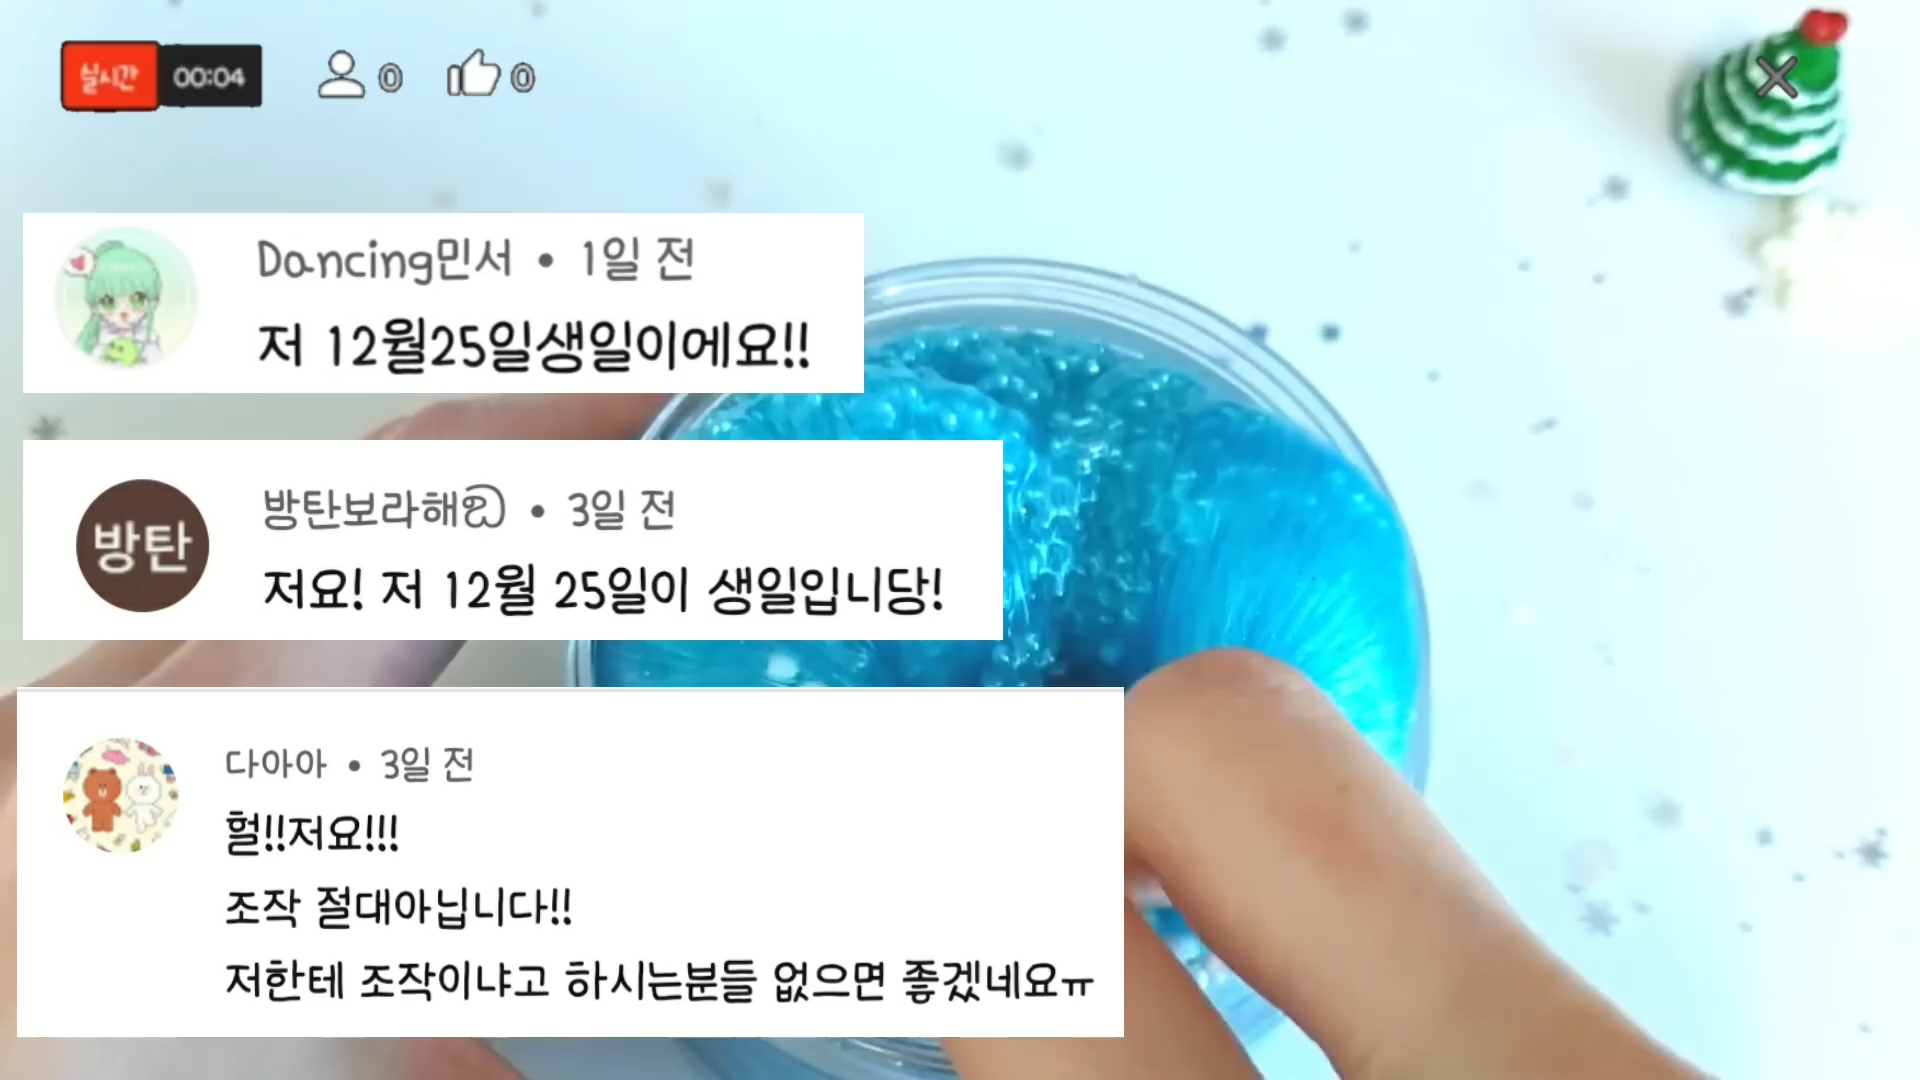 실시간 00:04 0 0
Dancing민서 • 1일 전
저 12월25일생일이에요!!
방탄
방탄보라해ඞ • 3일 전
저요! 저 12월 25일이 생일입니당!
다아아 • 3일 전
헐!!저요!!!
조작 절대아닙니다!!
저한테 조작이냐고 하시는분들 없으면 좋겠네요ㅠ